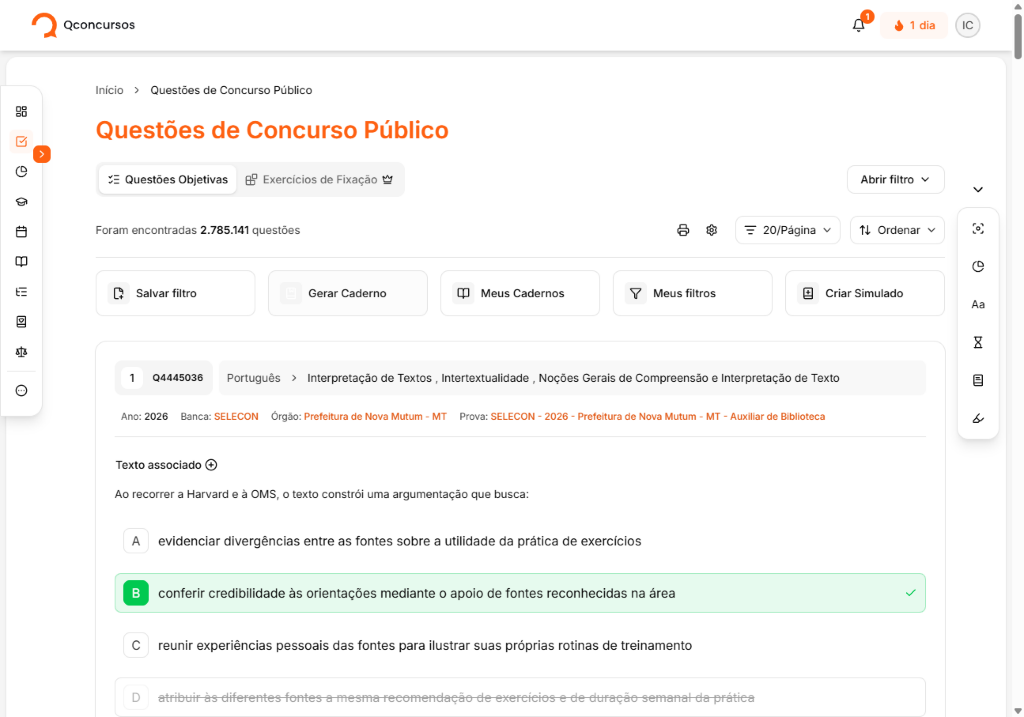 Qconcursos
1
1 dia
IC
Início > Questões de Concurso Público
Questões de Concurso Público
Questões Objetivas
Exercícios de Fixação
Abrir filtro
Foram encontradas 2.785.141 questões
20/Página
Ordenar
Salvar filtro
Gerar Caderno
Meus Cadernos
Meus filtros
Criar Simulado
Aa
1 Q4445036 Português > Interpretação de Textos , Intertextualidade , Noções Gerais de Compreensão e Interpretação de Texto
Ano: 2026 Banca: SELECON Órgão: Prefeitura de Nova Mutum - MT Prova: SELECON - 2026 - Prefeitura de Nova Mutum - MT - Auxiliar de Biblioteca
Texto associado
Ao recorrer a Harvard e à OMS, o texto constrói uma argumentação que busca:
A evidenciar divergências entre as fontes sobre a utilidade da prática de exercícios
B conferir credibilidade às orientações mediante o apoio de fontes reconhecidas na área
C reunir experiências pessoais das fontes para ilustrar suas próprias rotinas de treinamento
D atribuir às diferentes fontes a mesma recomendação de exercícios e de duração semanal da prática